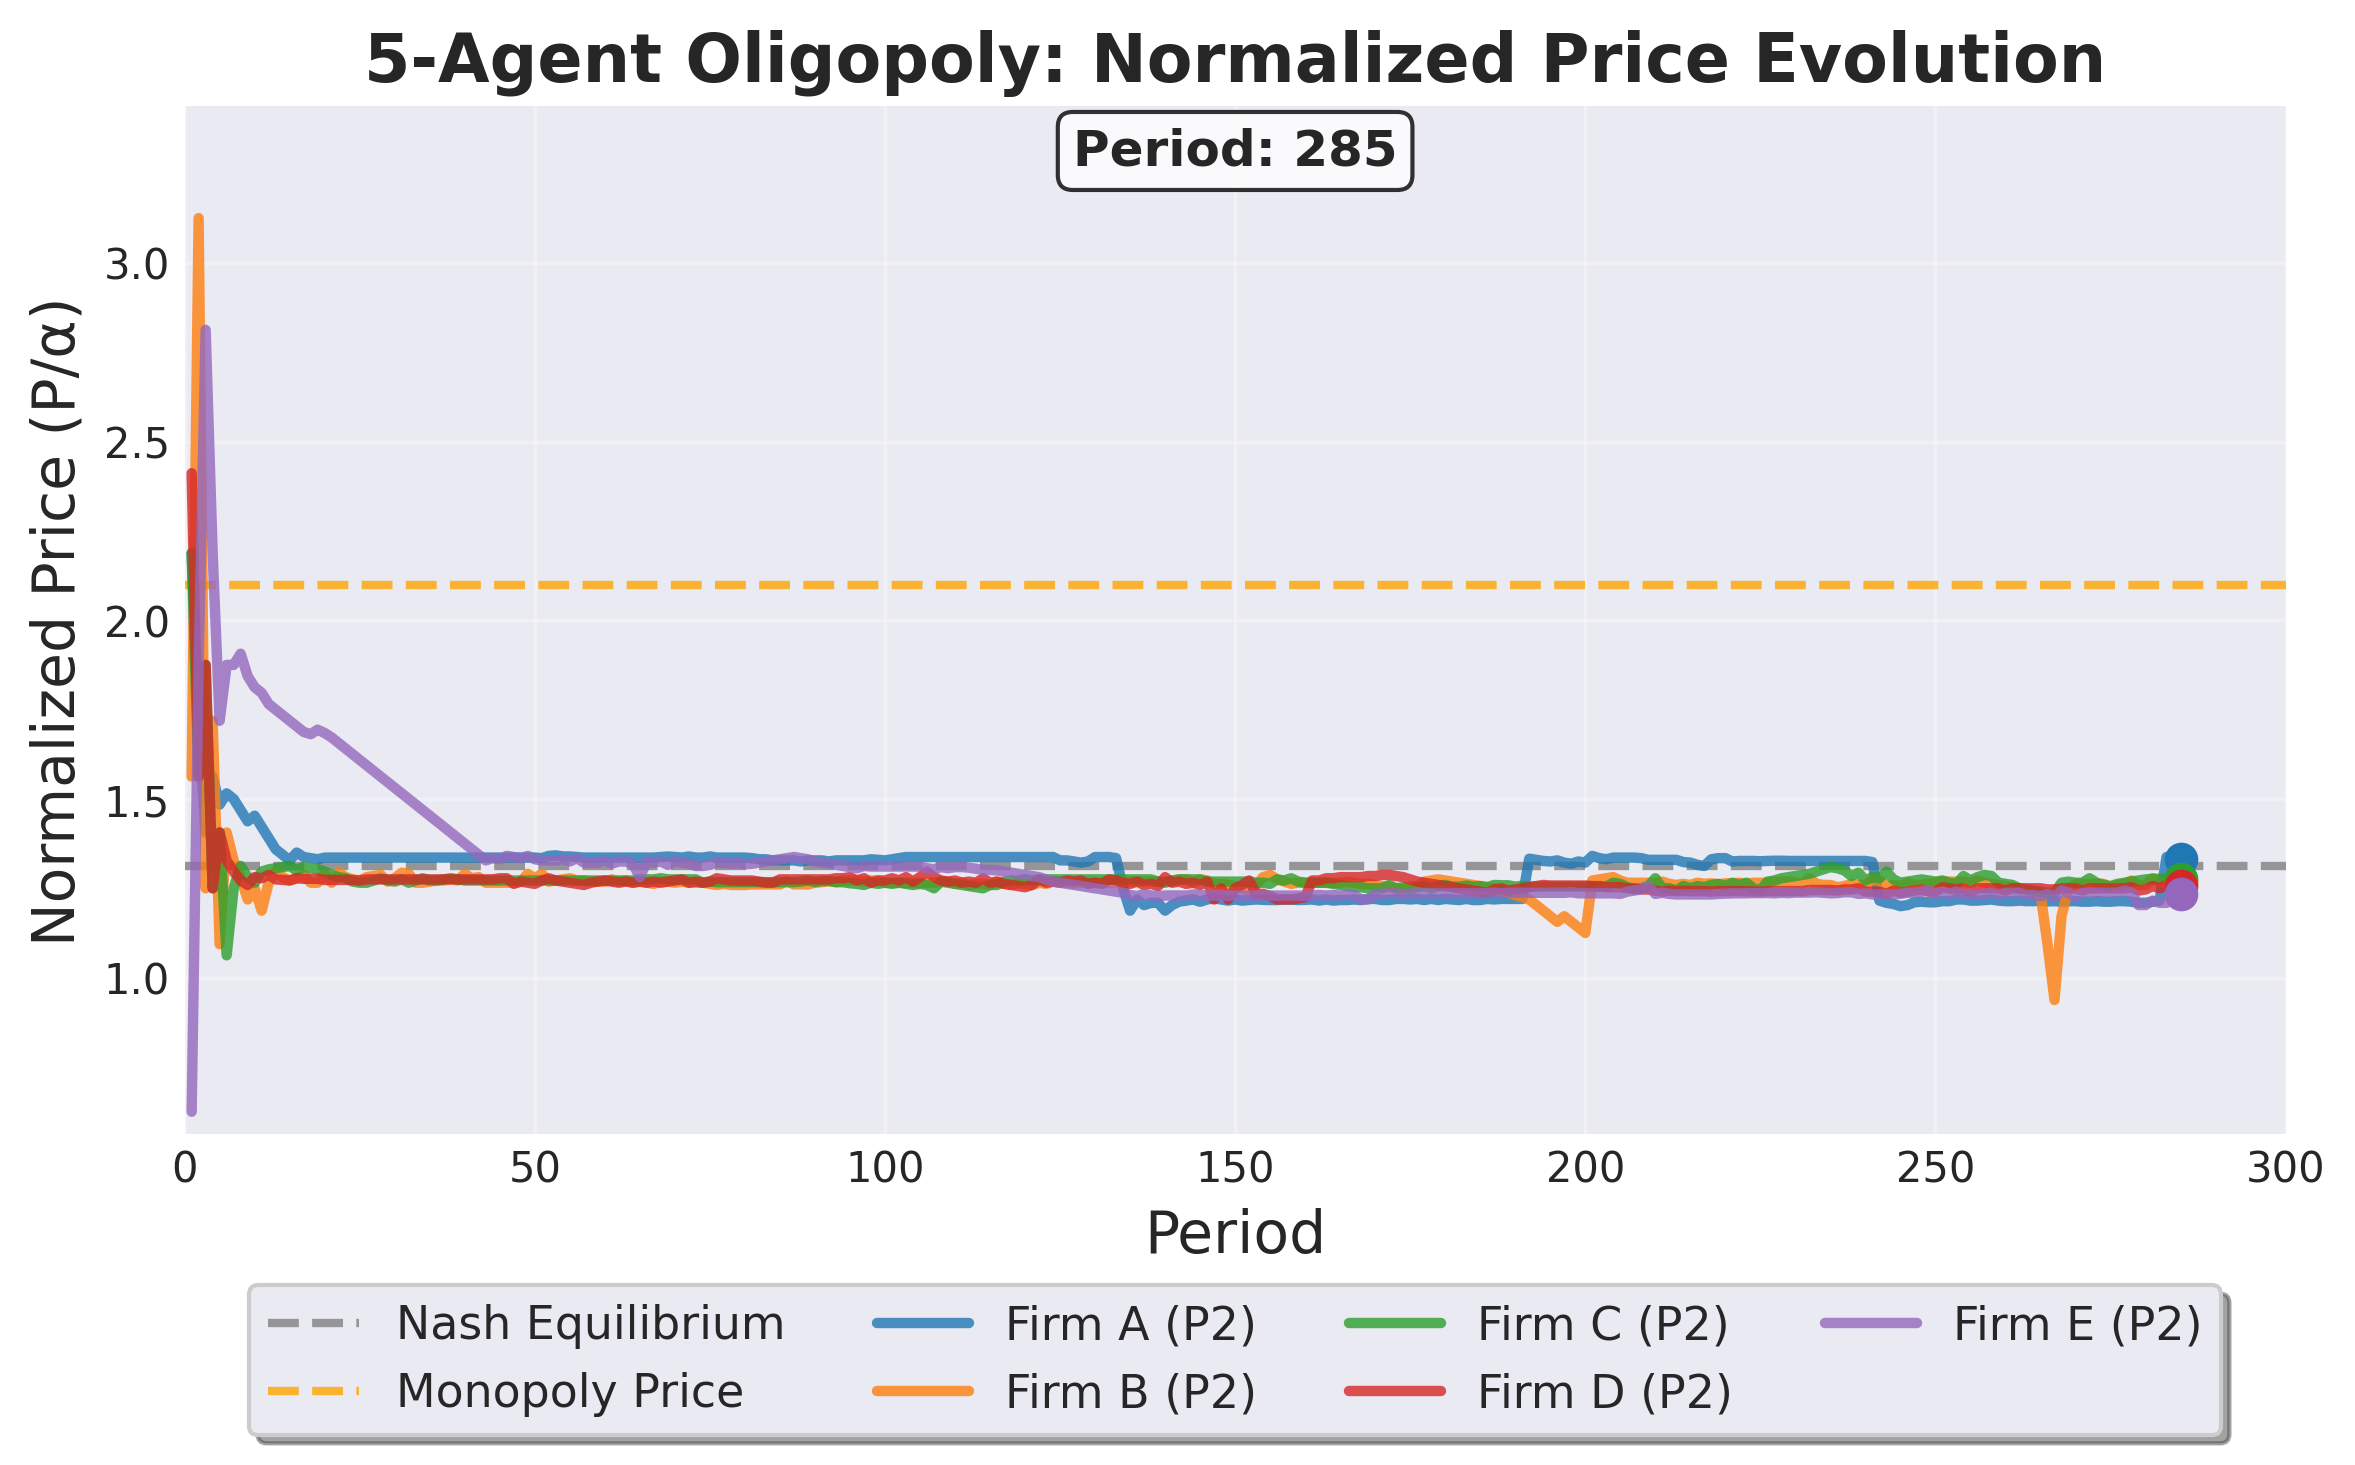 5-Agent Oligopoly: Normalized Price Evolution
Period: 285
Normalized Price (P/α)
3.0
2.5
2.0
1.5
1.0
0 50 100 150 200 250 300
Period
Nash Equilibrium Firm A (P2) Firm C (P2) Firm E (P2)
Monopoly Price Firm B (P2) Firm D (P2)